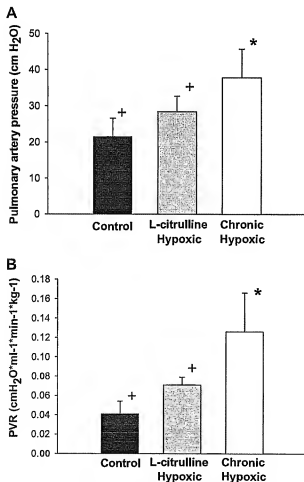 A
Pulmonary artery pressure (cm H2O)
50
40
30
20
10
0
+
+
*
Control
L-citrulline
Hypoxic
Chronic
Hypoxic
B
PVR (cmH2O*ml-1*min-1*kg-1)
0.18
0.16
0.14
0.12
0.10
0.08
0.06
0.04
0.02
0.00
+
+
*
Control
L-citrulline
Hypoxic
Chronic
Hypoxic